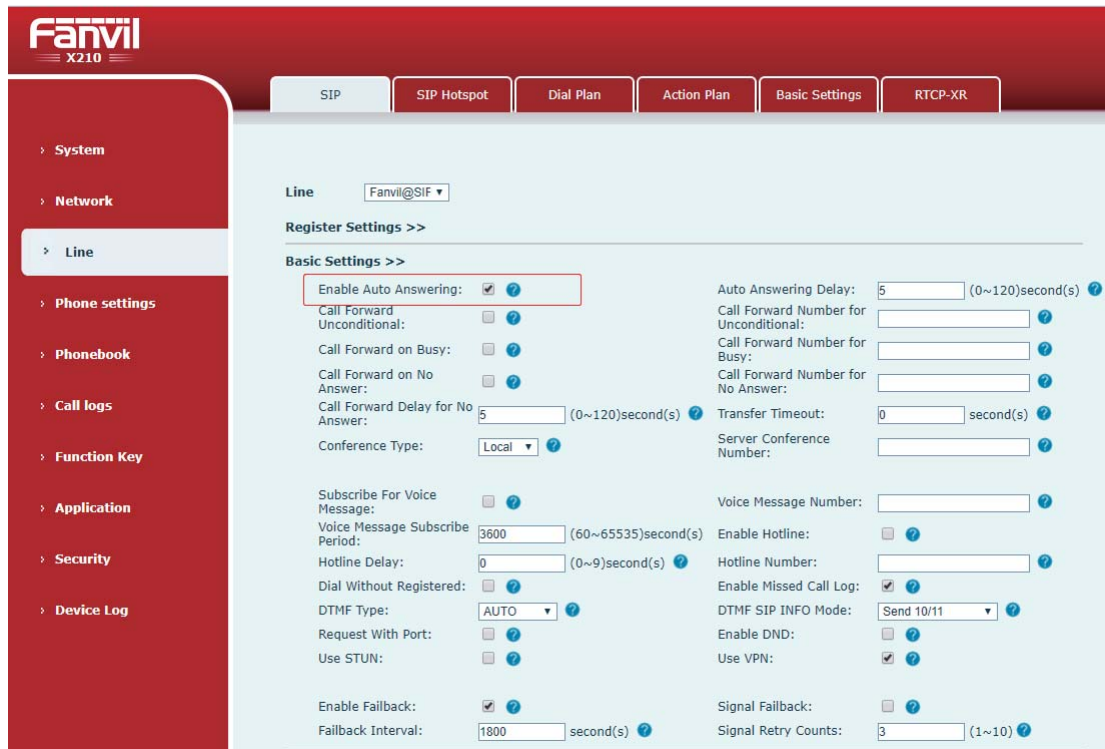 Fanvil
X210
SIP
SIP Hotspot
Dial Plan
Action Plan
Basic Settings
RTCP-XR
System
Network
Line
Phone settings
Phonebook
Call logs
Function Key
Application
Security
Device Log
Line Fanvil@SIF
Register Settings >>
Basic Settings >>
Enable Auto Answering: Auto Answering Delay: 5 (0~120)second(s)
Call Forward Unconditional: Call Forward Number for Unconditional:
Call Forward on Busy: Call Forward Number for Busy:
Call Forward on No Answer: Call Forward Number for No Answer:
Call Forward Delay for No Answer: 5 (0~120)second(s) Transfer Timeout: 0 second(s)
Conference Type: Local Server Conference Number:
Subscribe For Voice Message: Voice Message Number:
Voice Message Subscribe Period: 3600 (60~65535)second(s) Enable Hotline:
Hotline Delay: 0 (0~9)second(s) Hotline Number:
Dial Without Registered: Enable Missed Call Log:
DTMF Type: AUTO DTMF SIP INFO Mode: Send 10/11
Request With Port: Enable DND:
Use STUN: Use VPN:
Enable Failback: Signal Failback:
Failback Interval: 1800 second(s) Signal Retry Counts: 3 (1~10)